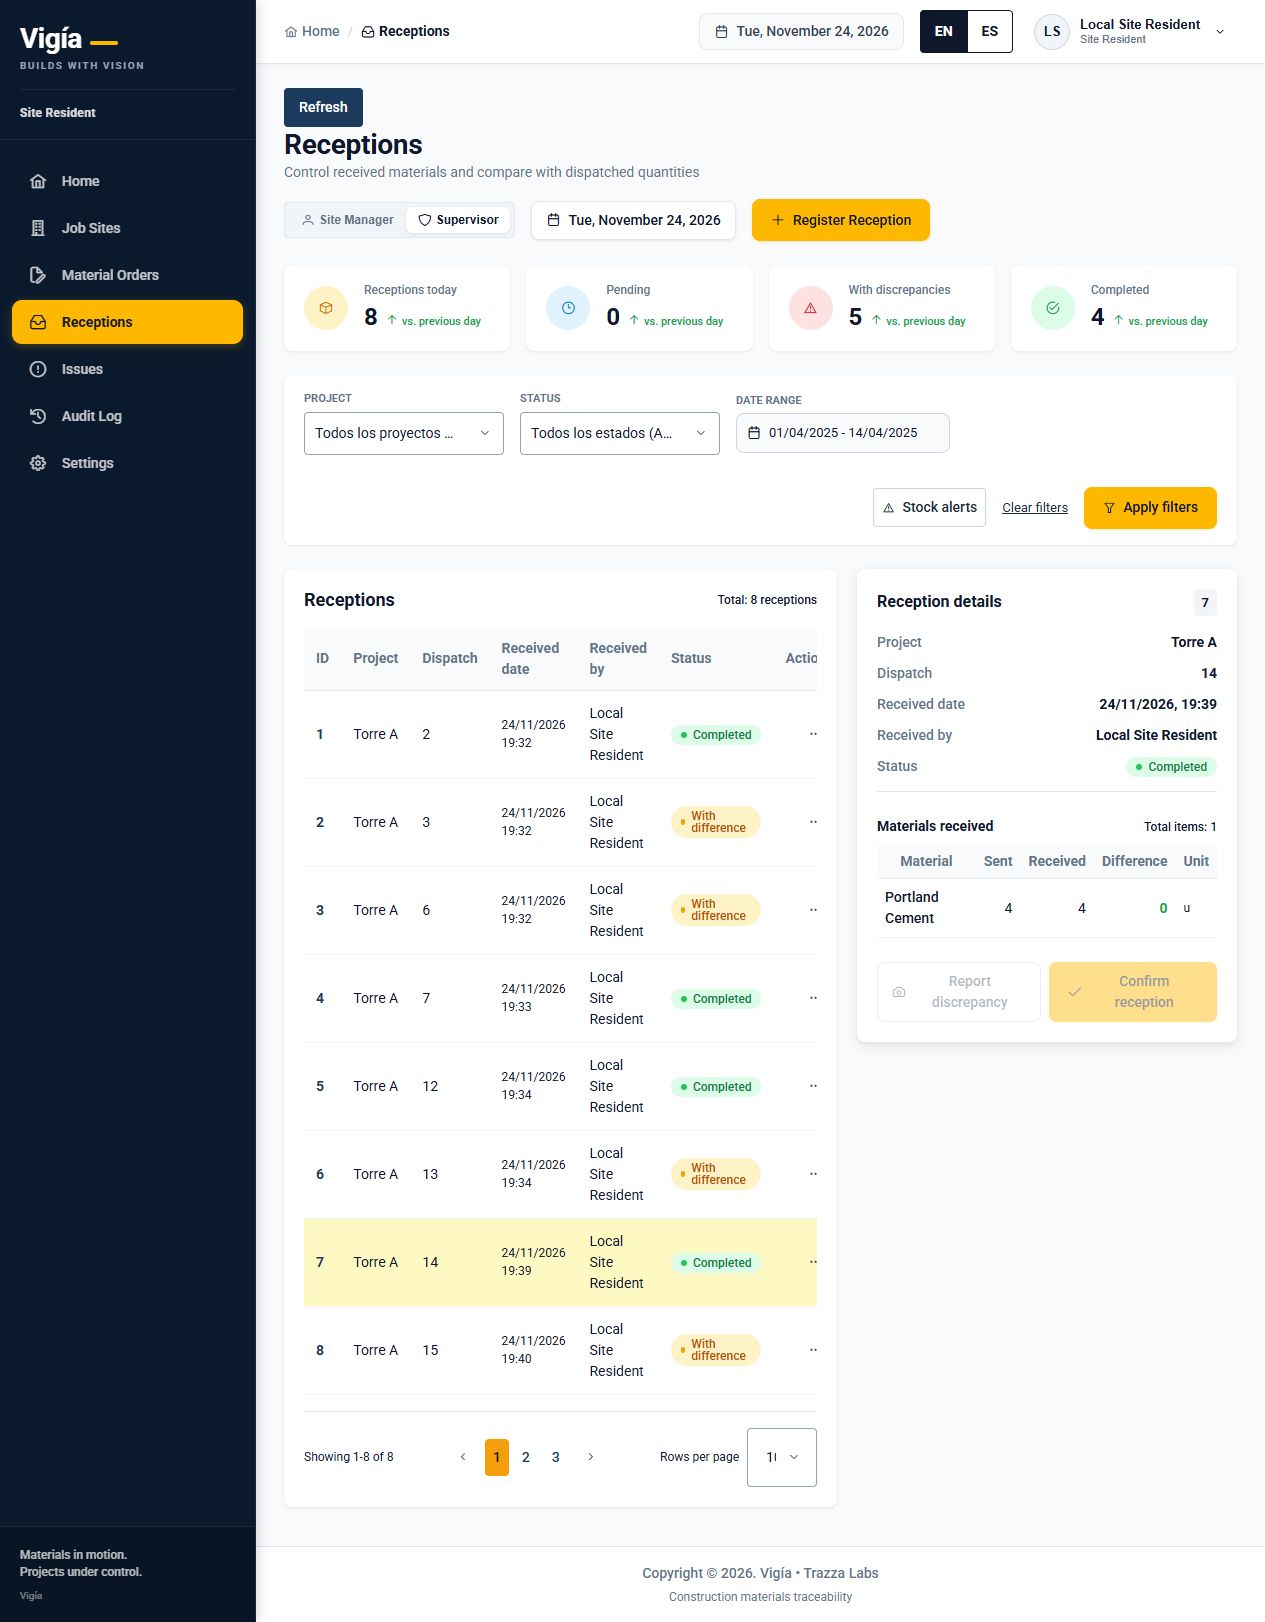 Vigía
BUILDS WITH VISION
Site Resident
Home
Job Sites
Material Orders
Receptions
Issues
Audit Log
Settings
Materials in motion.
Projects under control.
Vigía
Home / Receptions
Tue, November 24, 2026
EN ES
LS
Local Site Resident
Site Resident
Refresh
Receptions
Control received materials and compare with dispatched quantities
Site Manager Supervisor
Tue, November 24, 2026
+ Register Reception
Receptions today
8 ↑ vs. previous day
Pending
0 ↑ vs. previous day
With discrepancies
5 ↑ vs. previous day
Completed
4 ↑ vs. previous day
PROJECT
Todos los proyectos ...
STATUS
Todos los estados (A...
DATE RANGE
01/04/2025 - 14/04/2025
Stock alerts
Clear filters
Apply filters
Receptions
Total: 8 receptions
ID Project Dispatch Received date Received by Status Actio
1 Torre A 2 24/11/2026 19:32 Local Site Resident Completed ··
2 Torre A 3 24/11/2026 19:32 Local Site Resident With difference ··
3 Torre A 6 24/11/2026 19:32 Local Site Resident With difference ··
4 Torre A 7 24/11/2026 19:33 Local Site Resident Completed ··
5 Torre A 12 24/11/2026 19:34 Local Site Resident Completed ··
6 Torre A 13 24/11/2026 19:34 Local Site Resident With difference ··
7 Torre A 14 24/11/2026 19:39 Local Site Resident Completed ··
8 Torre A 15 24/11/2026 19:40 Local Site Resident With difference ··
Showing 1-8 of 8
‹ 1 2 3 ›
Rows per page
Reception details
7
Project Torre A
Dispatch 14
Received date 24/11/2026, 19:39
Received by Local Site Resident
Status Completed
Materials received
Total items: 1
Material Sent Received Difference Unit
Portland Cement 4 4 0 u
Report discrepancy
Confirm reception
Copyright © 2026. Vigía • Trazza Labs
Construction materials traceability